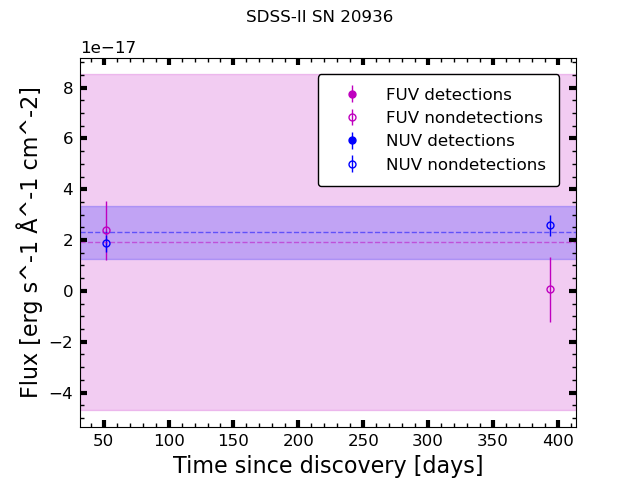 SDSS-II SN 20936
1e−17
FUV detections
FUV nondetections
NUV detections
NUV nondetections
8
6
4
2
0
−2
−4
Flux [erg s^-1 Å^-1 cm^-2]
50 100 150 200 250 300 350 400
Time since discovery [days]